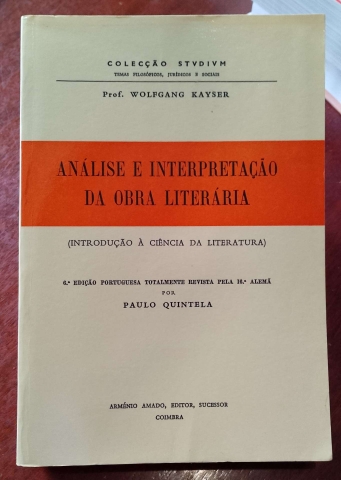 COLECÇÃO STVDIVM
TEMAS FILOSÓFICOS, JURÍDICOS E SOCIAIS
Prof. WOLFGANG KAYSER
ANÁLISE E INTERPRETAÇÃO
DA OBRA LITERÁRIA
(INTRODUÇÃO À CIÊNCIA DA LITERATURA)
6.ª EDIÇÃO PORTUGUESA TOTALMENTE REVISTA PELA 16.ª ALEMÃ
POR
PAULO QUINTELA
ARMÉNIO AMADO, EDITOR, SUCESSOR
COIMBRA